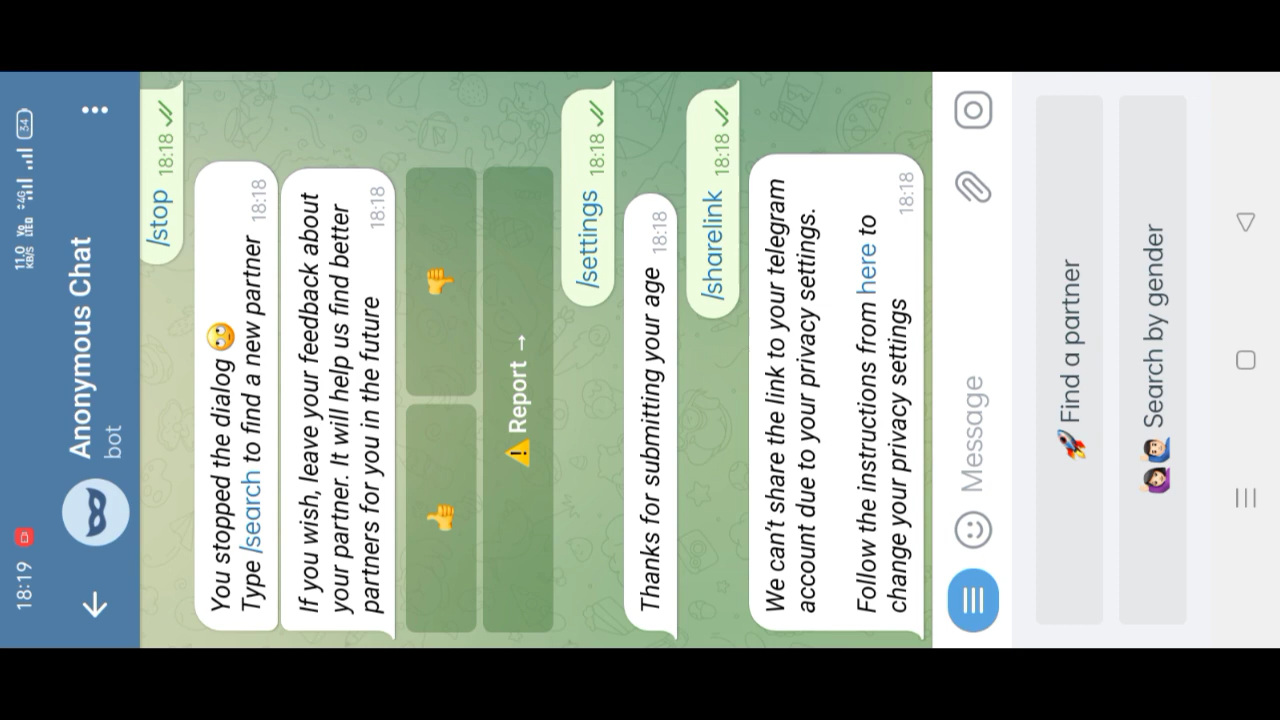 18:19
11.0 KB/S Vo LTE2 4G 34
Anonymous Chat
bot
/stop 18:18
You stopped the dialog 🙄
Type /search to find a new partner 18:18
If you wish, leave your feedback about
your partner. It will help us find better
partners for you in the future 18:18
👍 👎
⚠️ Report →
/settings 18:18
Thanks for submitting your age 18:18
/sharelink 18:18
We can't share the link to your telegram
account due to your privacy settings.
Follow the instructions from here to
change your privacy settings 18:18
Message
🚀 Find a partner
🙋🏻‍♀️🙋🏻‍♂️ Search by gender